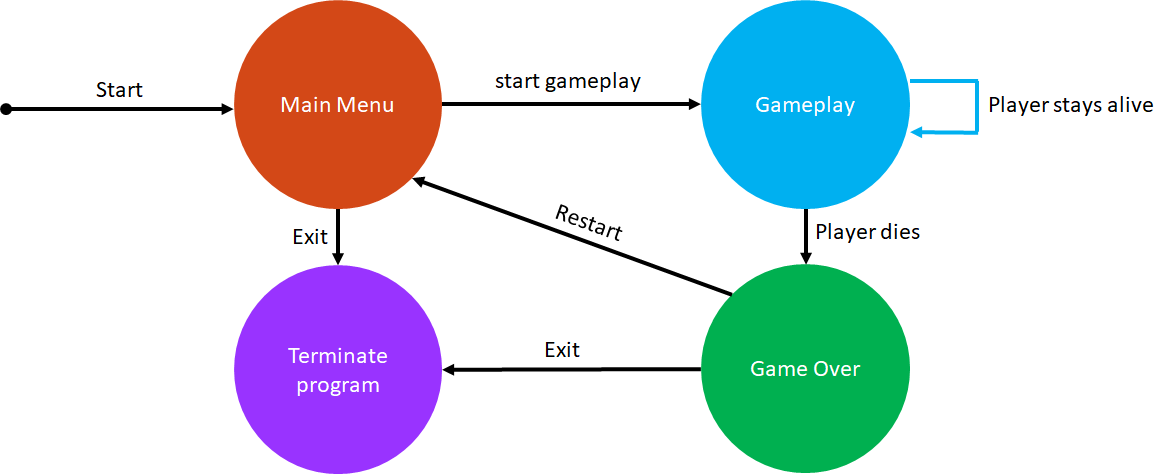 Start
Main Menu
start gameplay
Gameplay
Player stays alive
Exit
Restart
Player dies
Terminate
program
Exit
Game Over